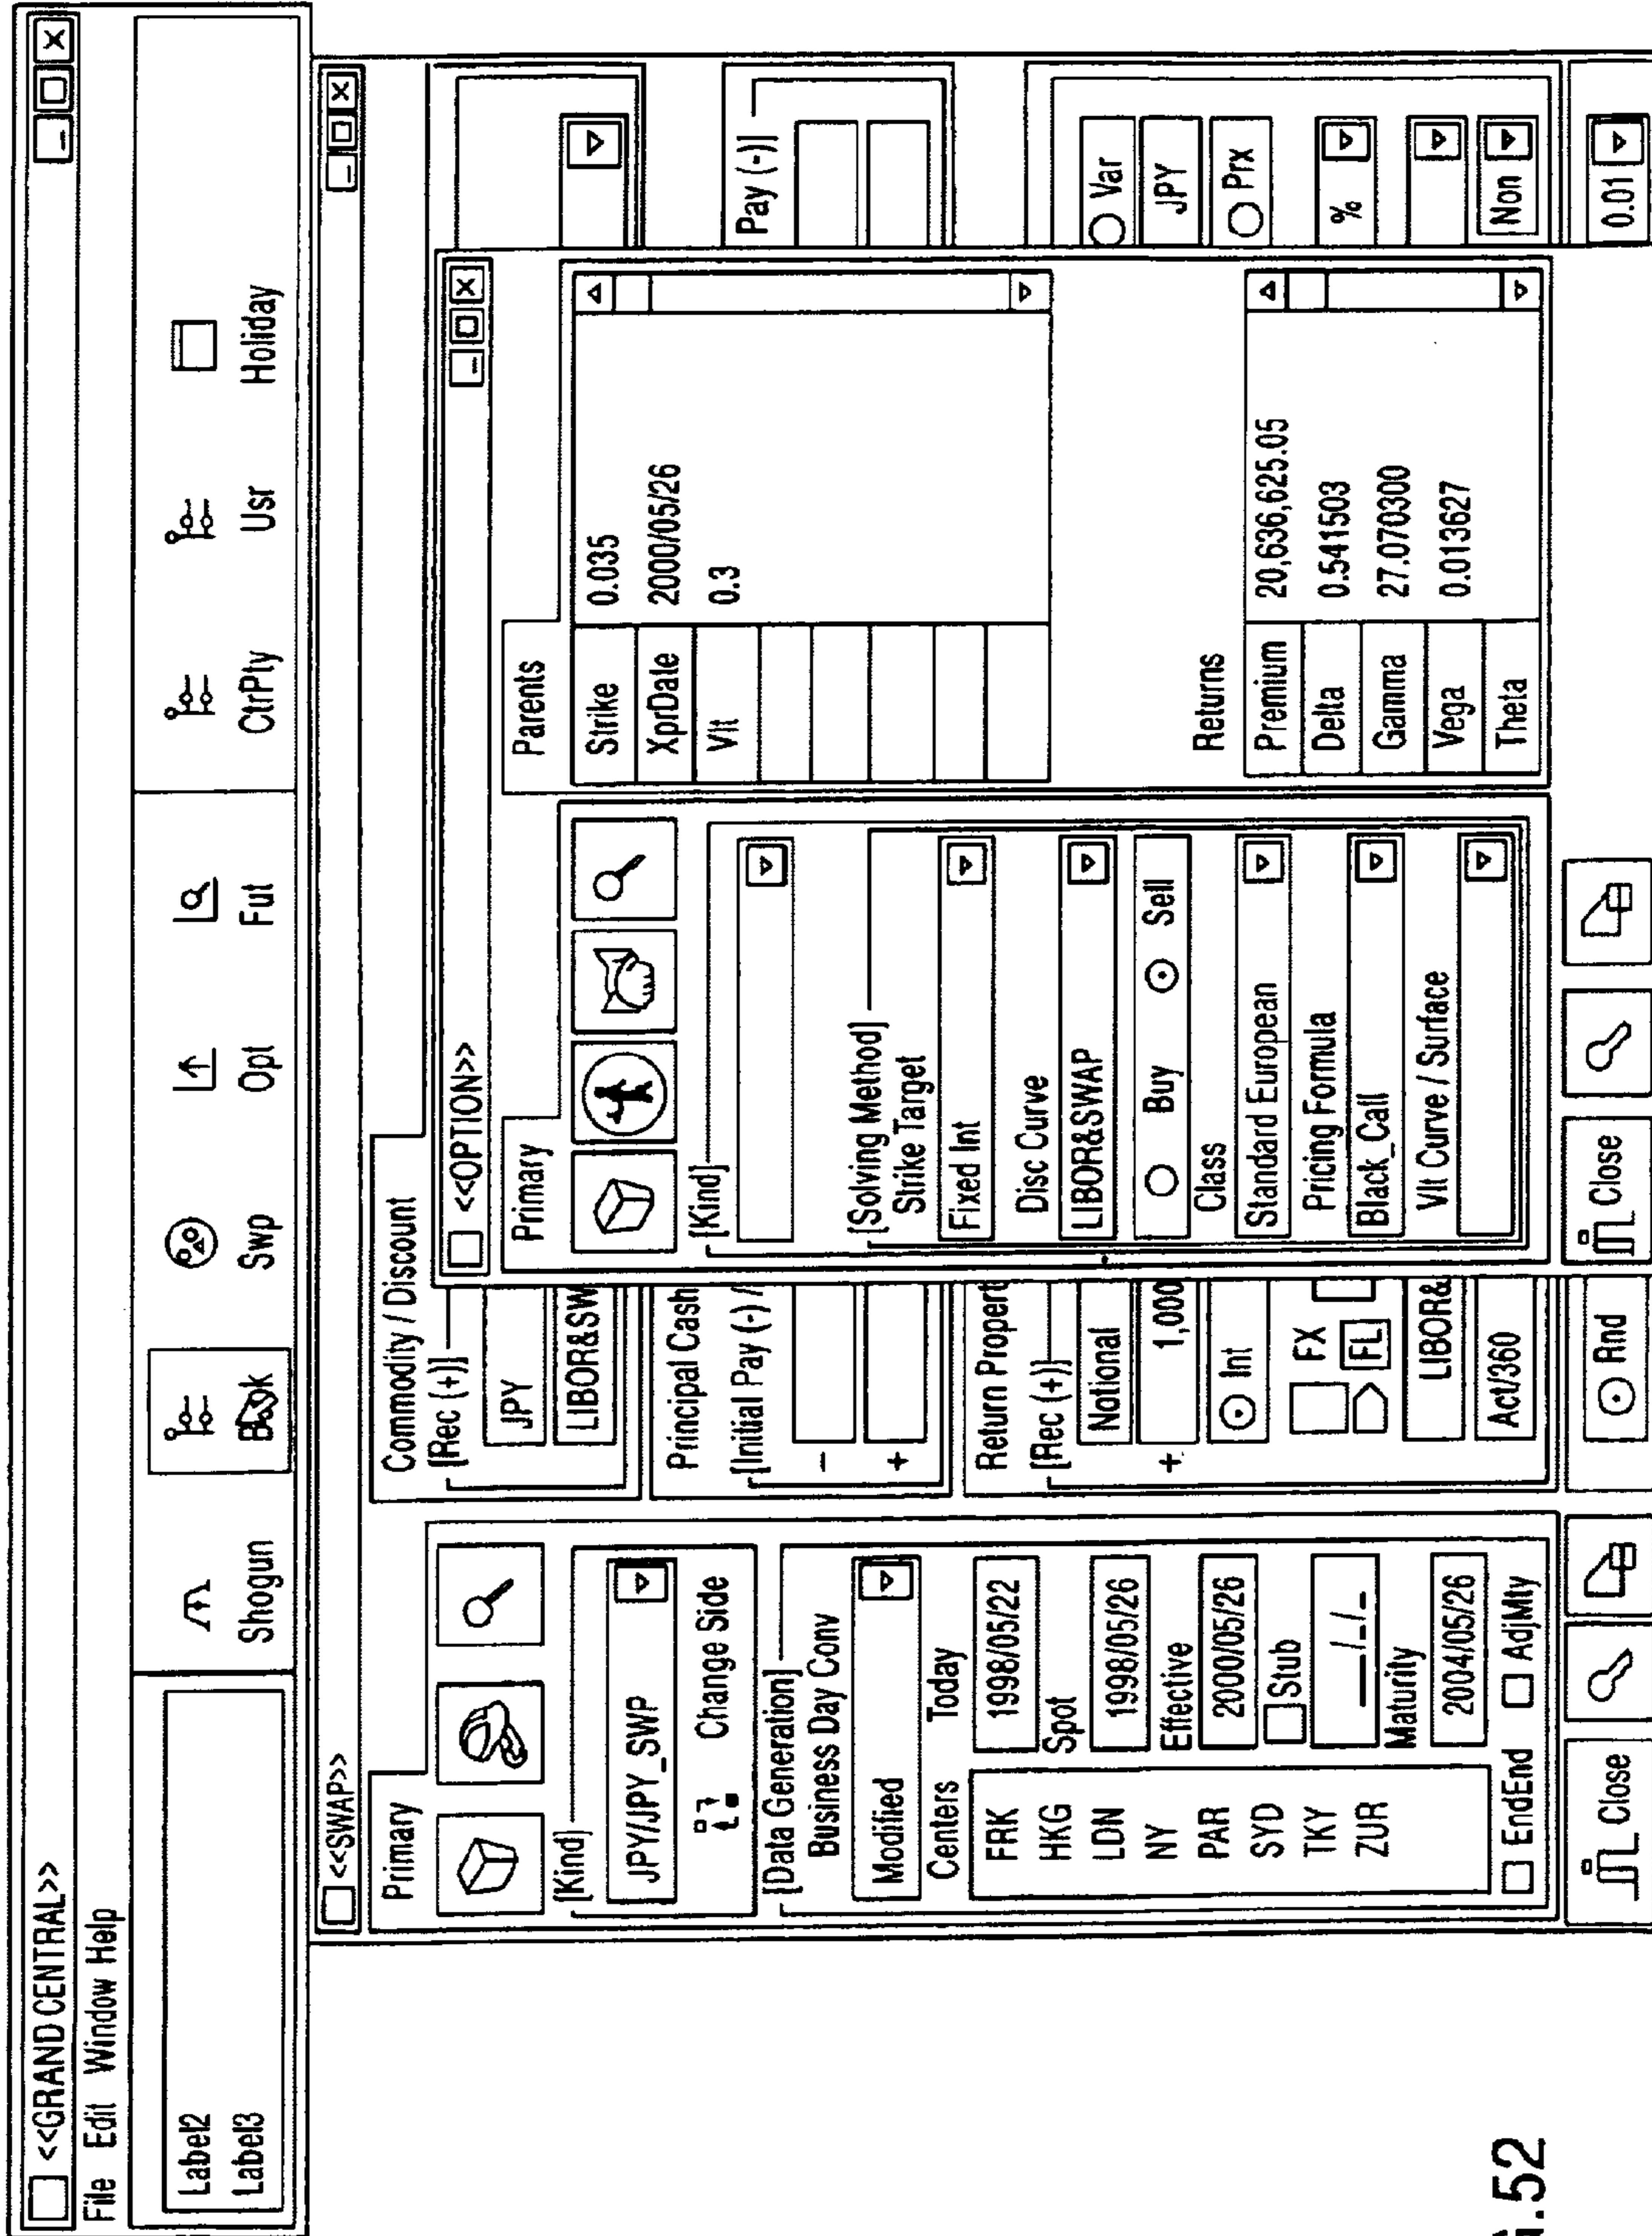 <<GRAND CENTRAL>>
File Edit Window Help
Label2
Label3
Shogun
Swp
Opt
Fut
CtrPty
Usr
Holiday
<<SWAP>>
Primary
[Kind]
JPY/JPY_SWP
Change Side
[Data Generation]
Business Day Conv
Modified
Centers
FRK
HKG
LDN
NY
PAR
SYD
TKY
ZUR
Today
1998/05/22
Spot
1998/05/26
Effective
2000/05/26
Stub
__/_/_
Maturity
2004/05/26
EndEnd
AdjMty
Close
Commodity / Discount
[Rec (+)]
JPY
LIBOR&SW
Principal Cash
[Initial Pay (-) /
-
+
Pay (-)]
Return Propert
[Rec (+)]
Notional
+ 1,000
Int
FX
FL
LIBOR&
Act/360
Rnd
Var
JPY
Prx
%
Non
0.01
<<OPTION>>
Primary
[Kind]
[Solving Method]
Strike Target
Fixed Int
Disc Curve
LIBOR&SWAP
Buy Sell
Class
Standard European
Pricing Formula
Black_Call
Vlt Curve / Surface
Close
Parents
Strike 0.035
XprDate 2000/05/26
Vlt 0.3
Returns
Premium 20,636,625.05
Delta 0.541503
Gamma 27.070300
Vega 0.013627
Theta
.52